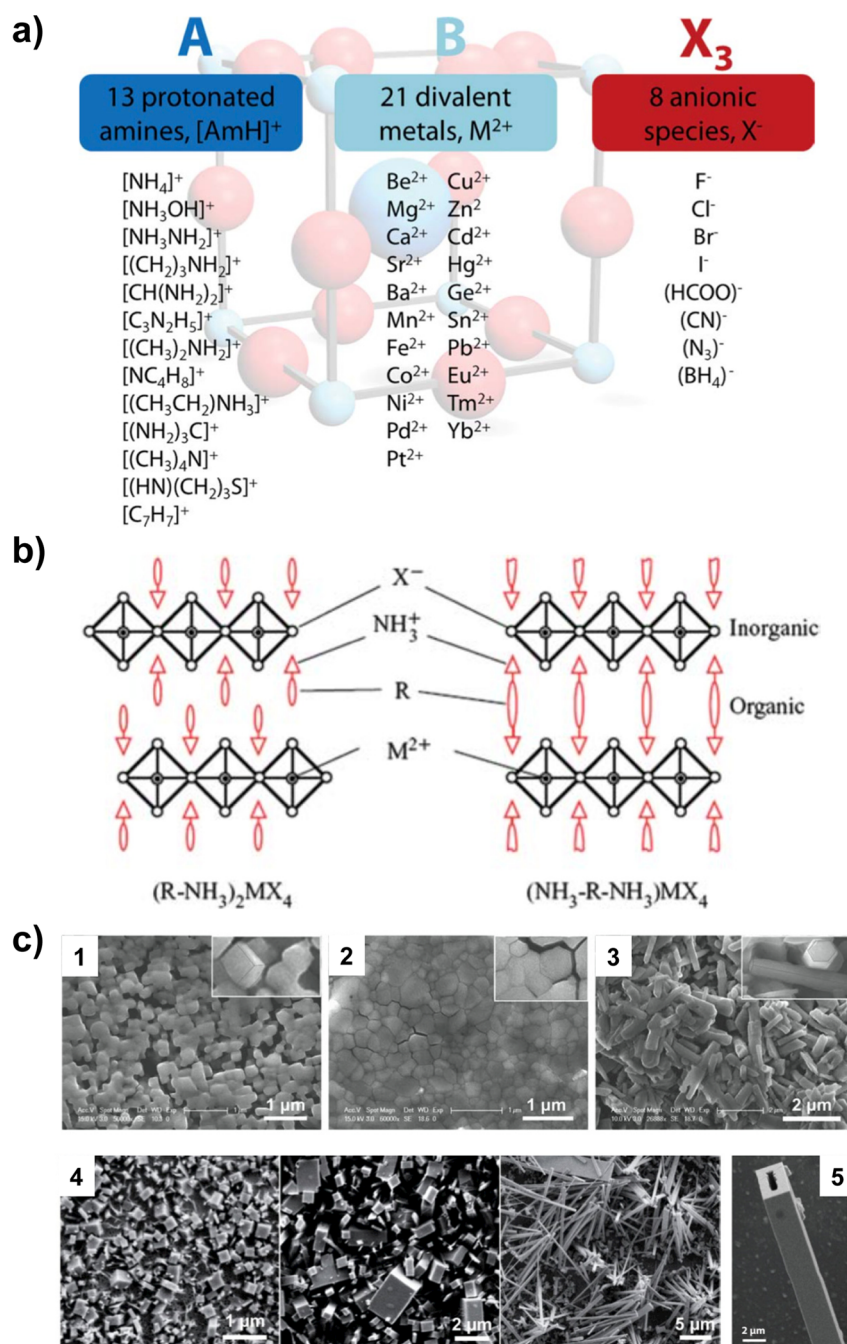 a)
A
B
X₃
13 protonated
amines, [AmH]⁺
21 divalent
metals, M²⁺
8 anionic
species, X⁻
[NH₄]⁺
[NH₃OH]⁺
[NH₃NH₂]⁺
[(CH₂)₃NH₂]⁺
[CH(NH₂)₂]⁺
[C₃N₂H₅]⁺
[(CH₃)₂NH₂]⁺
[NC₄H₈]⁺
[(CH₃CH₂)NH₃]⁺
[(NH₂)₃C]⁺
[(CH₃)₄N]⁺
[(HN)(CH₂)₃S]⁺
[C₇H₇]⁺
Be²⁺ Cu²⁺
Mg²⁺ Zn²
Ca²⁺ Cd²⁺
Sr²⁺ Hg²⁺
Ba²⁺ Ge²⁺
Mn²⁺ Sn²⁺
Fe²⁺ Pb²⁺
Co²⁺ Eu²⁺
Ni²⁺ Tm²⁺
Pd²⁺ Yb²⁺
Pt²⁺
F⁻
Cl⁻
Br⁻
I⁻
(HCOO)⁻
(CN)⁻
(N₃)⁻
(BH₄)⁻
b)
X⁻
NH₃⁺
R
M²⁺
Inorganic
Organic
(R-NH₃)₂MX₄
(NH₃-R-NH₃)MX₄
c)
1
1 µm
2
1 µm
3
2 µm
4
1 µm
2 µm
5 µm
5
2 µm